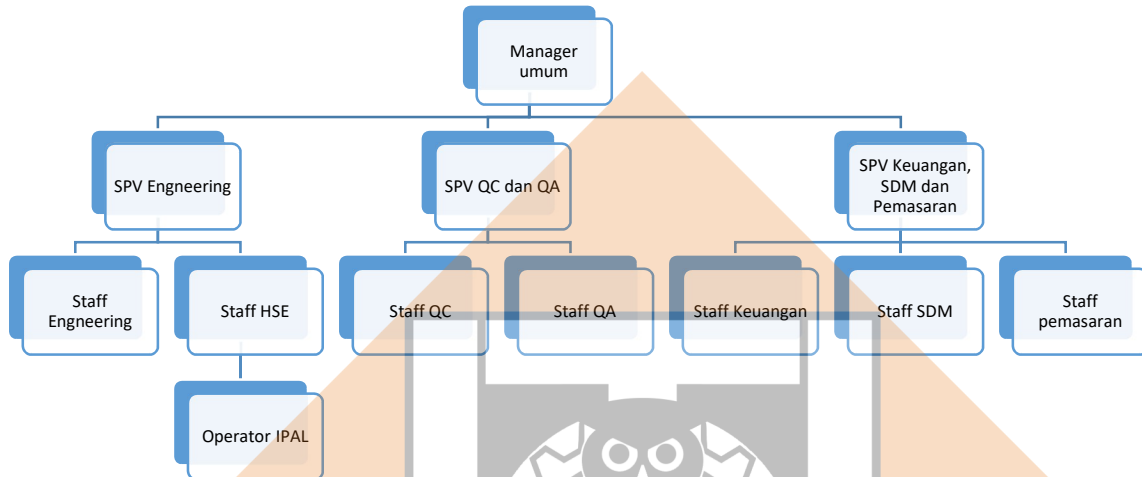 Manager
umum
SPV Engneering
SPV QC dan QA
SPV Keuangan,
SDM dan
Pemasaran
Staff
Engneering
Staff HSE
Staff QC
Staff QA
Staff Keuangan
Staff SDM
Staff
pemasaran
Operator IPAL